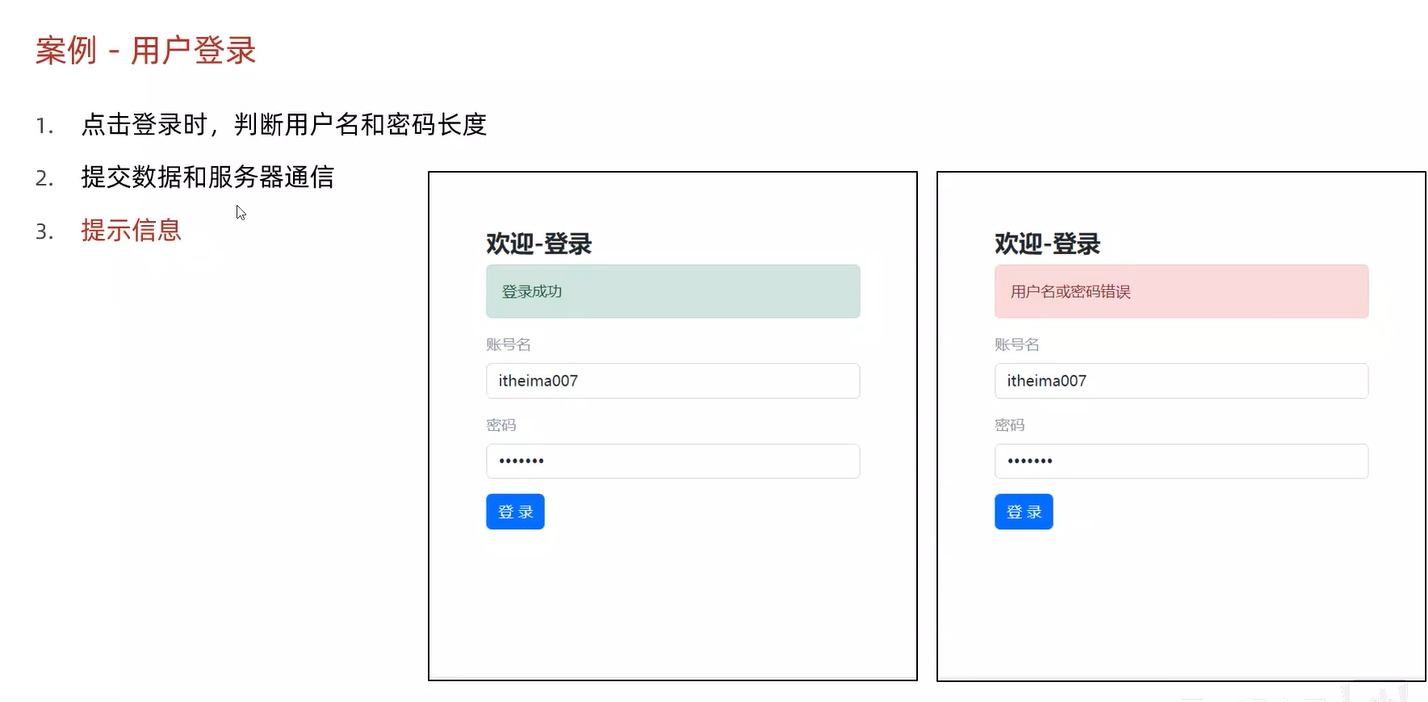 案例 - 用户登录
1. 点击登录时，判断用户名和密码长度
2. 提交数据和服务器通信
3. 提示信息
欢迎-登录
登录成功
账号名
itheima007
密码
•••••••
登 录
欢迎-登录
用户名或密码错误
账号名
itheima007
密码
•••••••
登 录